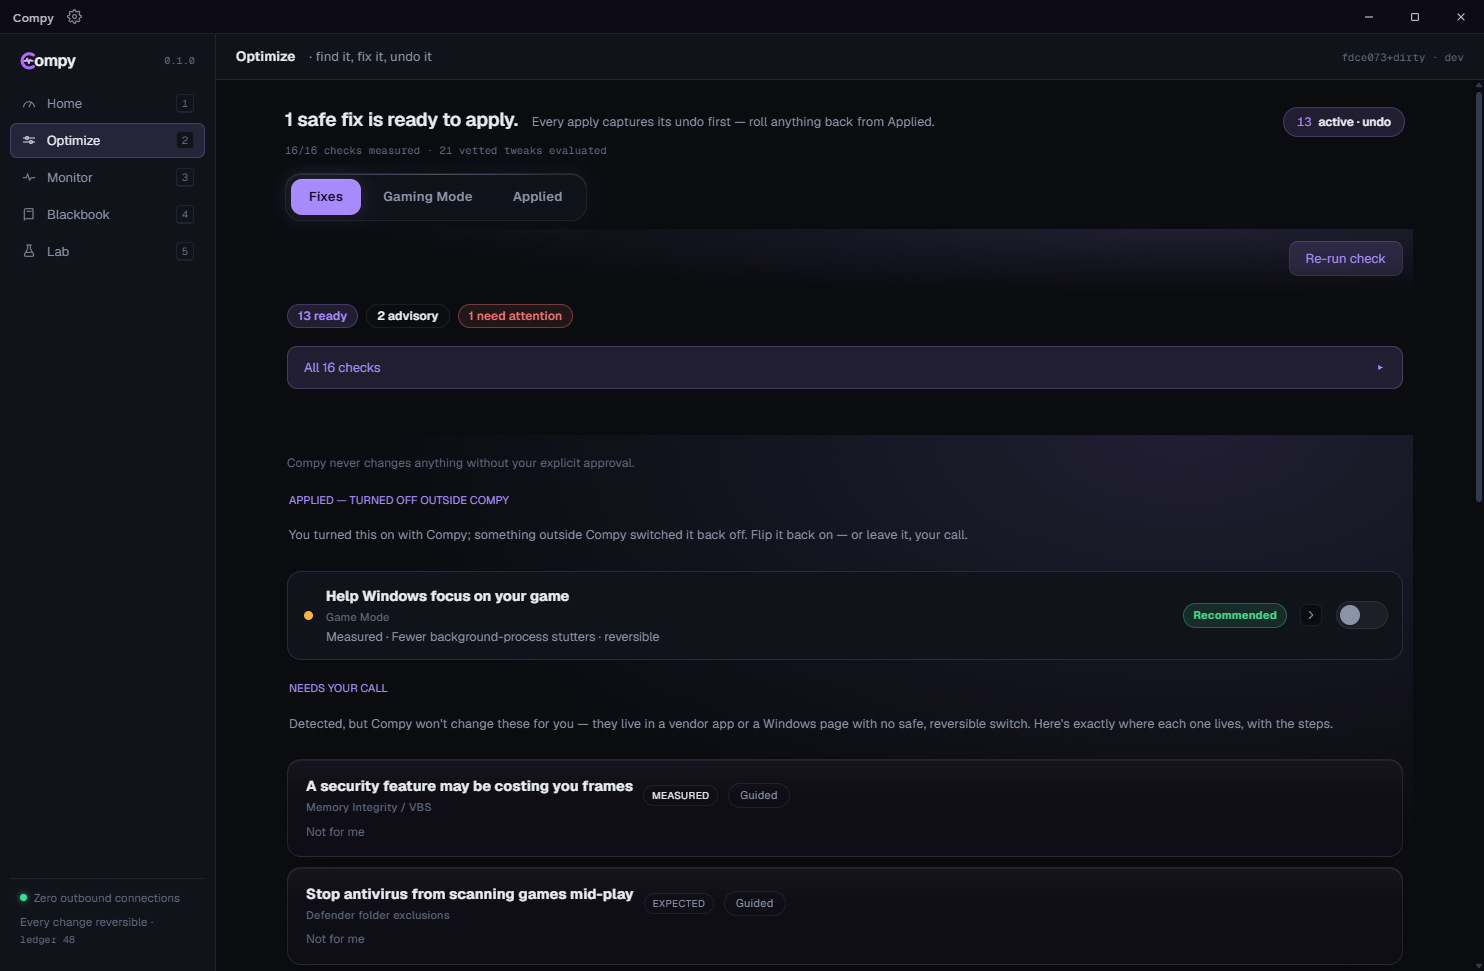 Compy
Compy 0.1.0
Home 1
Optimize 2
Monitor 3
Blackbook 4
Lab 5
Zero outbound connections
Every change reversible ·
ledger 48
Optimize · find it, fix it, undo it
fdce073+dirty · dev
1 safe fix is ready to apply. Every apply captures its undo first — roll anything back from Applied.
13 active · undo
16/16 checks measured · 21 vetted tweaks evaluated
Fixes Gaming Mode Applied
Re-run check
13 ready 2 advisory 1 need attention
All 16 checks
Compy never changes anything without your explicit approval.
APPLIED — TURNED OFF OUTSIDE COMPY
You turned this on with Compy; something outside Compy switched it back off. Flip it back on — or leave it, your call.
Help Windows focus on your game
Game Mode
Measured · Fewer background-process stutters · reversible
Recommended
NEEDS YOUR CALL
Detected, but Compy won't change these for you — they live in a vendor app or a Windows page with no safe, reversible switch. Here's exactly where each one lives, with the steps.
A security feature may be costing you frames MEASURED Guided
Memory Integrity / VBS
Not for me
Stop antivirus from scanning games mid-play EXPECTED Guided
Defender folder exclusions
Not for me